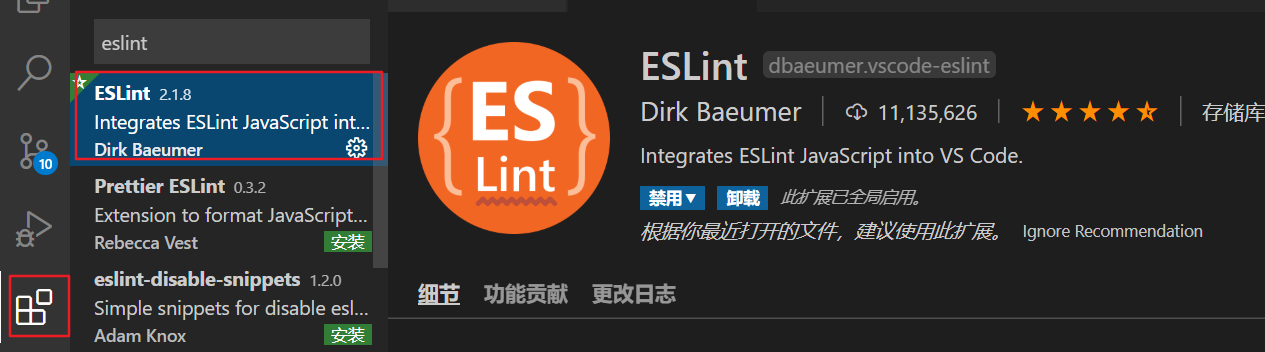 eslint
ESLint 2.1.8
Integrates ESLint JavaScript int...
Dirk Baeumer
Prettier ESLint 0.3.2
Extension to format JavaScript...
Rebecca Vest 安装
eslint-disable-snippets 1.2.0
Simple snippets for disable esl...
Adam Knox 安装
10
{ES
Lint}
ESLint dbaeumer.vscode-eslint
Dirk Baeumer 11,135,626 存储库
Integrates ESLint JavaScript into VS Code.
禁用 卸载 此扩展已全局启用。
根据你最近打开的文件，建议使用此扩展。 Ignore Recommendation
细节 功能贡献 更改日志